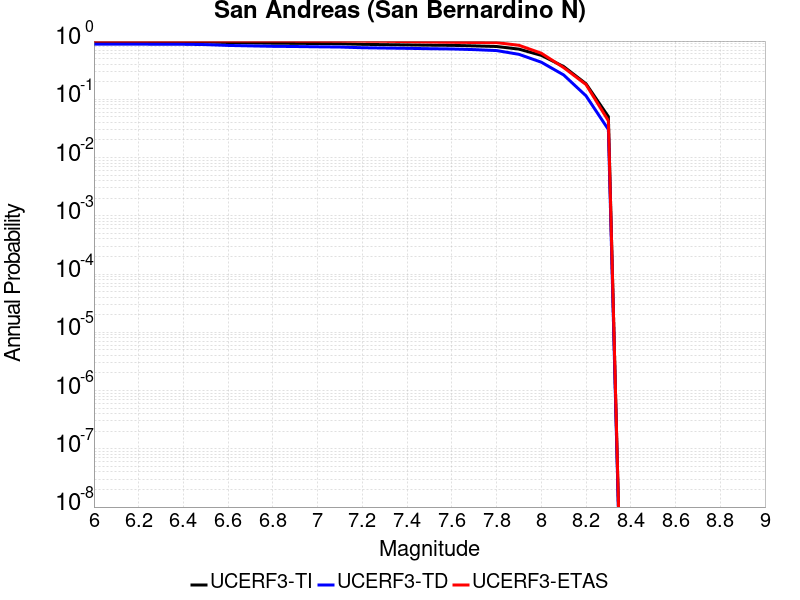 San Andreas (San Bernardino N)
10^0
10^-1
10^-2
10^-3
10^-4
10^-5
10^-6
10^-7
10^-8
Annual Probability
6 6.2 6.4 6.6 6.8 7 7.2 7.4 7.6 7.8 8 8.2 8.4 8.6 8.8 9
Magnitude
UCERF3-TI UCERF3-TD UCERF3-ETAS